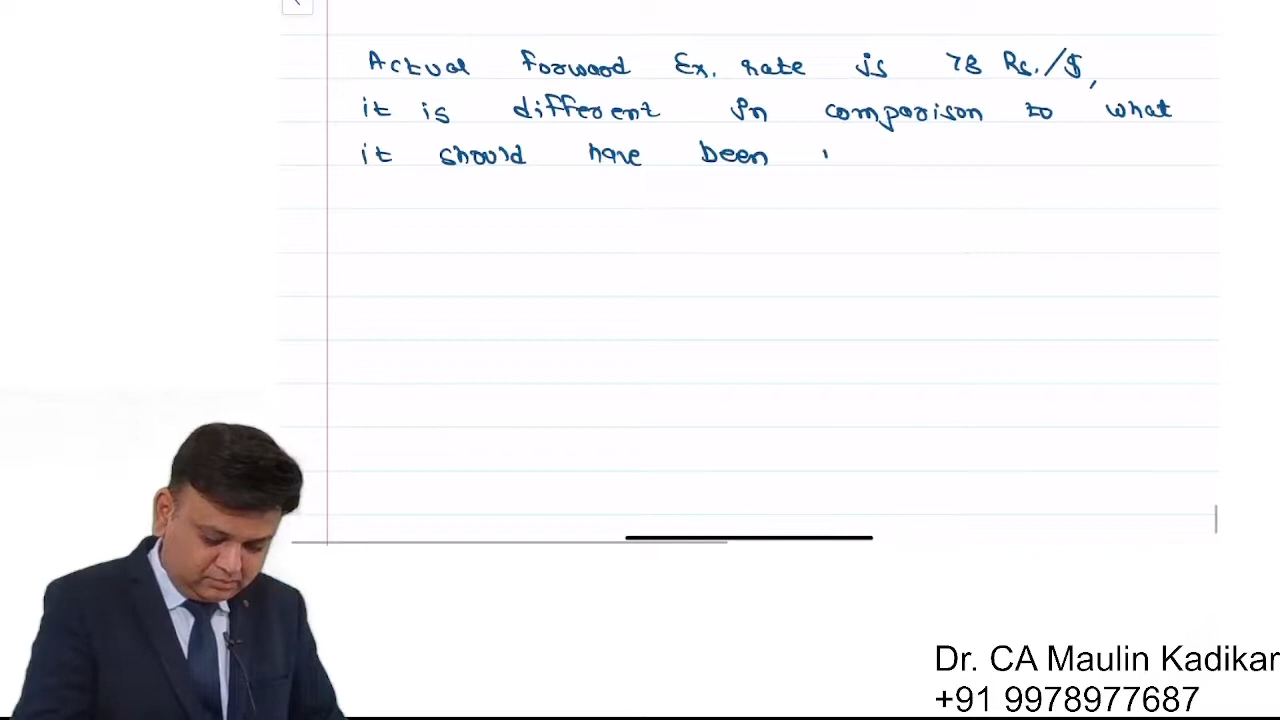 Actual forward Ex. rate is 78 Rs./$,
it is different in comparison to what
it should have been
Dr. CA Maulin Kadikar
+91 9978977687